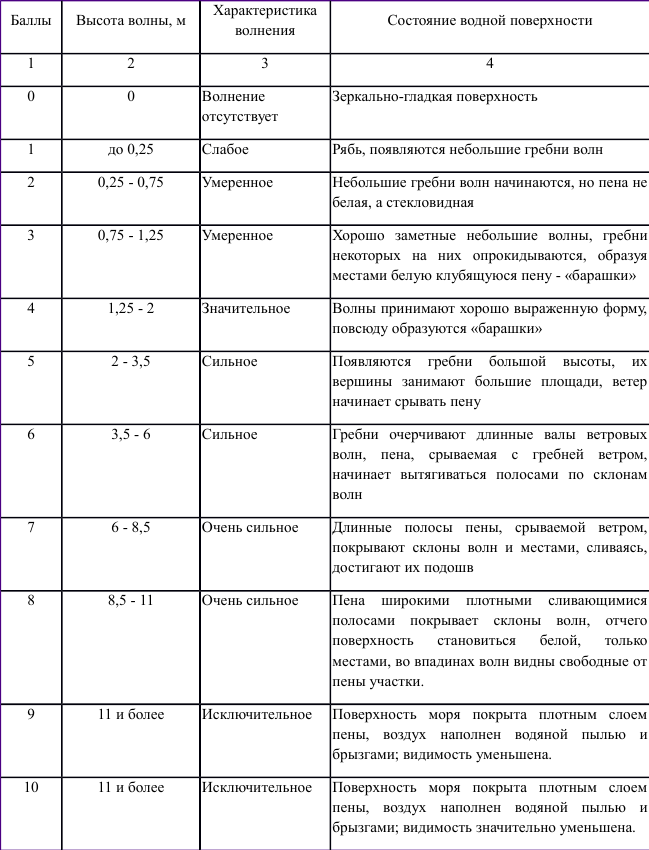 Баллы Высота волны, м Характеристика волнения Состояние водной поверхности
1 2 3 4
0 0 Волнение отсутствует Зеркально-гладкая поверхность
1 до 0,25 Слабое Рябь, появляются небольшие гребни волн
2 0,25 - 0,75 Умеренное Небольшие гребни волн начинаются, но пена не
белая, а стекловидная
3 0,75 - 1,25 Умеренное Хорошо заметные небольшие волны, гребни
некоторых на них опрокидываются, образуя
местами белую клубящуюся пену - «барашки»
4 1,25 - 2 Значительное Волны принимают хорошо выраженную форму,
повсюду образуются «барашки»
5 2 - 3,5 Сильное Появляются гребни большой высоты, их
вершины занимают большие площади, ветер
начинает срывать пену
6 3,5 - 6 Сильное Гребни очерчивают длинные валы ветровых
волн, пена, срываемая с гребней ветром,
начинает вытягиваться полосами по склонам
волн
7 6 - 8,5 Очень сильное Длинные полосы пены, срываемой ветром,
покрывают склоны волн и местами, сливаясь,
достигают их подошв
8 8,5 - 11 Очень сильное Пена широкими плотными сливающимися
полосами покрывает склоны волн, отчего
поверхность становиться белой, только
местами, во впадинах волн видны свободные от
пены участки.
9 11 и более Исключительное Поверхность моря покрыта плотным слоем
пены, воздух наполнен водяной пылью и
брызгами; видимость уменьшена.
10 11 и более Исключительное Поверхность моря покрыта плотным слоем
пены, воздух наполнен водяной пылью и
брызгами; видимость значительно уменьшена.